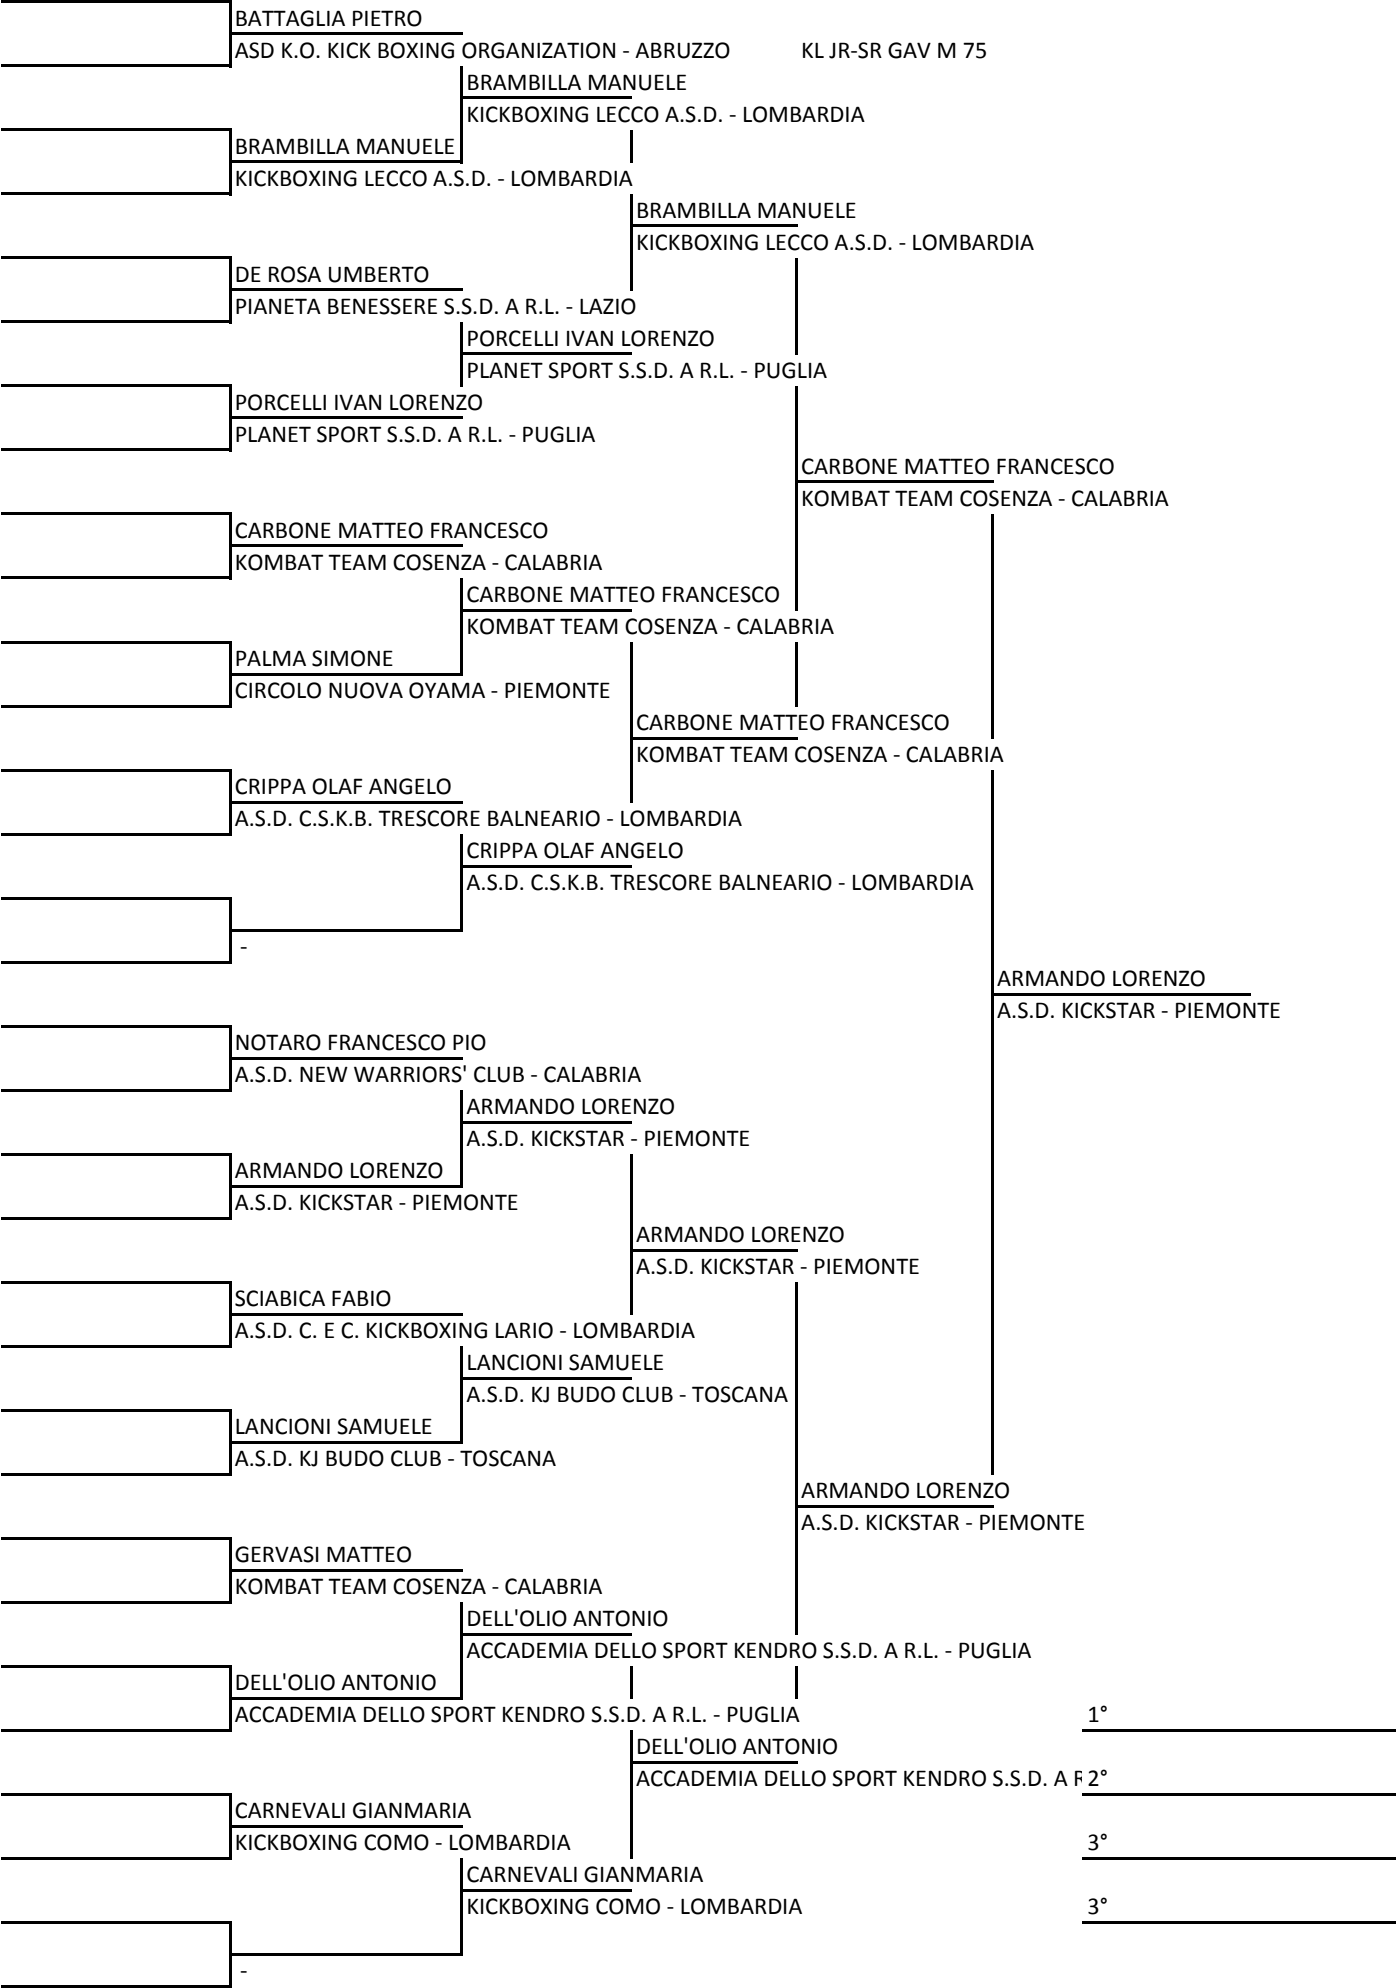 BATTAGLIA PIETRO
ASD K.O. KICK BOXING ORGANIZATION - ABRUZZO KL JR-SR GAV M 75
BRAMBILLA MANUELE
KICKBOXING LECCO A.S.D. - LOMBARDIA
BRAMBILLA MANUELE
KICKBOXING LECCO A.S.D. - LOMBARDIA
BRAMBILLA MANUELE
KICKBOXING LECCO A.S.D. - LOMBARDIA
DE ROSA UMBERTO
PIANETA BENESSERE S.S.D. A R.L. - LAZIO
PORCELLI IVAN LORENZO
PLANET SPORT S.S.D. A R.L. - PUGLIA
PORCELLI IVAN LORENZO
PLANET SPORT S.S.D. A R.L. - PUGLIA
CARBONE MATTEO FRANCESCO
KOMBAT TEAM COSENZA - CALABRIA
CARBONE MATTEO FRANCESCO
KOMBAT TEAM COSENZA - CALABRIA
CARBONE MATTEO FRANCESCO
KOMBAT TEAM COSENZA - CALABRIA
PALMA SIMONE
CIRCOLO NUOVA OYAMA - PIEMONTE
CARBONE MATTEO FRANCESCO
KOMBAT TEAM COSENZA - CALABRIA
CRIPPA OLAF ANGELO
A.S.D. C.S.K.B. TRESCORE BALNEARIO - LOMBARDIA
CRIPPA OLAF ANGELO
A.S.D. C.S.K.B. TRESCORE BALNEARIO - LOMBARDIA
-
ARMANDO LORENZO
A.S.D. KICKSTAR - PIEMONTE
NOTARO FRANCESCO PIO
A.S.D. NEW WARRIORS' CLUB - CALABRIA
ARMANDO LORENZO
A.S.D. KICKSTAR - PIEMONTE
ARMANDO LORENZO
A.S.D. KICKSTAR - PIEMONTE
ARMANDO LORENZO
A.S.D. KICKSTAR - PIEMONTE
SCIABICA FABIO
A.S.D. C. E C. KICKBOXING LARIO - LOMBARDIA
LANCIONI SAMUELE
A.S.D. KJ BUDO CLUB - TOSCANA
LANCIONI SAMUELE
A.S.D. KJ BUDO CLUB - TOSCANA
ARMANDO LORENZO
A.S.D. KICKSTAR - PIEMONTE
GERVASI MATTEO
KOMBAT TEAM COSENZA - CALABRIA
DELL'OLIO ANTONIO
ACCADEMIA DELLO SPORT KENDRO S.S.D. A R.L. - PUGLIA
DELL'OLIO ANTONIO
ACCADEMIA DELLO SPORT KENDRO S.S.D. A R.L. - PUGLIA 1°
DELL'OLIO ANTONIO
ACCADEMIA DELLO SPORT KENDRO S.S.D. A R 2°
CARNEVALI GIANMARIA
KICKBOXING COMO - LOMBARDIA 3°
CARNEVALI GIANMARIA
KICKBOXING COMO - LOMBARDIA 3°
-